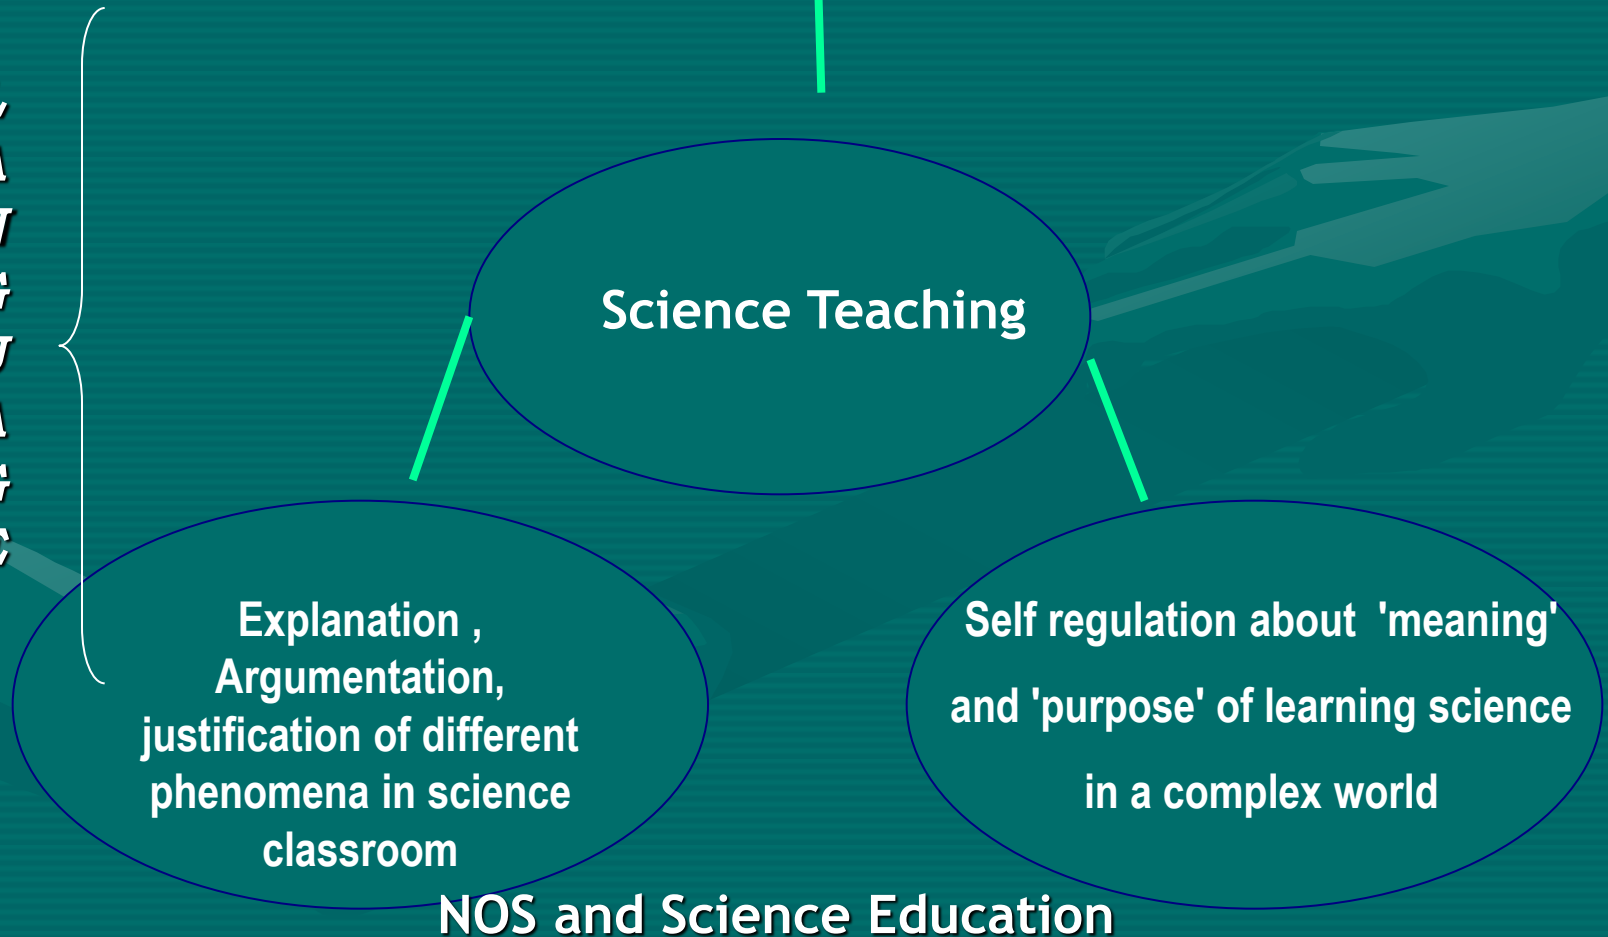 Science Teaching
Explanation ,
Argumentation,
justification of different
phenomena in science
classroom
Self regulation about 'meaning'
and 'purpose' of learning science
in a complex world
NOS and Science Education